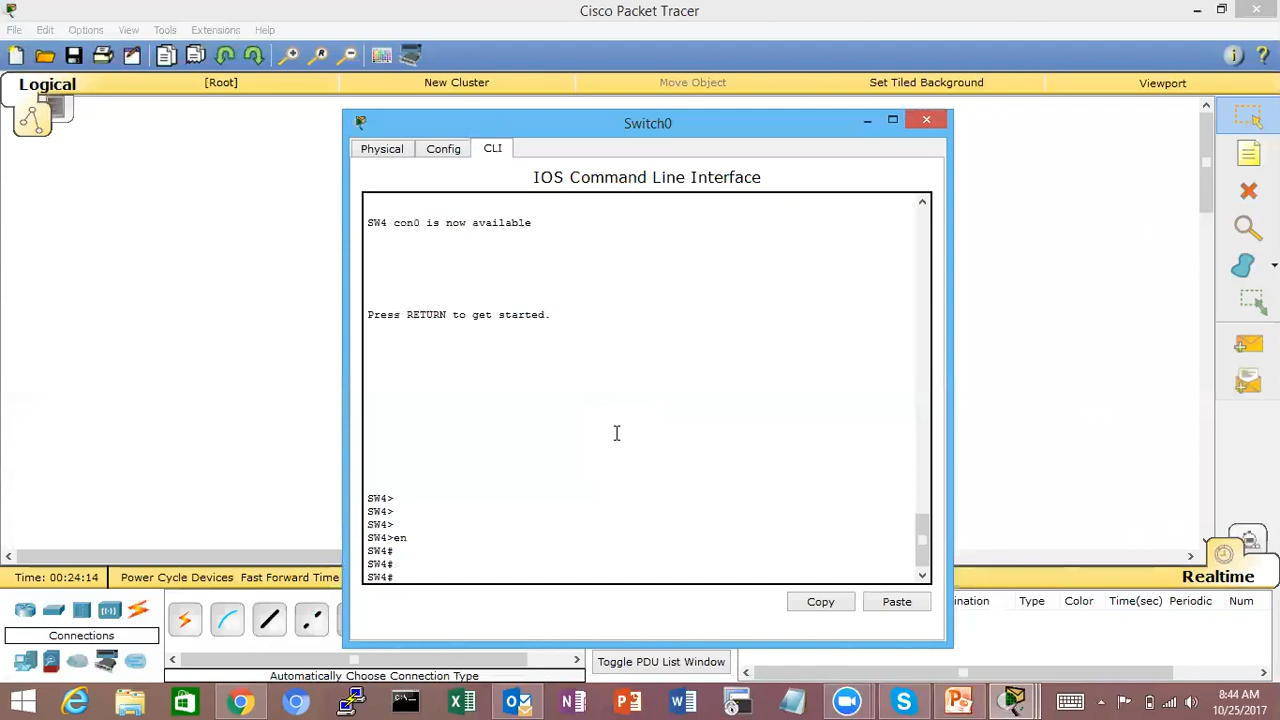 Cisco Packet Tracer
File Edit Options View Tools Extensions Help
Logical [Root] New Cluster Move Object Set Tiled Background Viewport
Switch0
Physical Config CLI
IOS Command Line Interface
SW4 con0 is now available
Press RETURN to get started.
SW4>
SW4>
SW4>
SW4>en
SW4#
SW4#
SW4#
Copy Paste
Time: 00:24:14 Power Cycle Devices Fast Forward Time
Realtime
ination Type Color Time(sec) Periodic Num
Connections
Automatically Choose Connection Type
Toggle PDU List Window
8:44 AM
10/25/2017